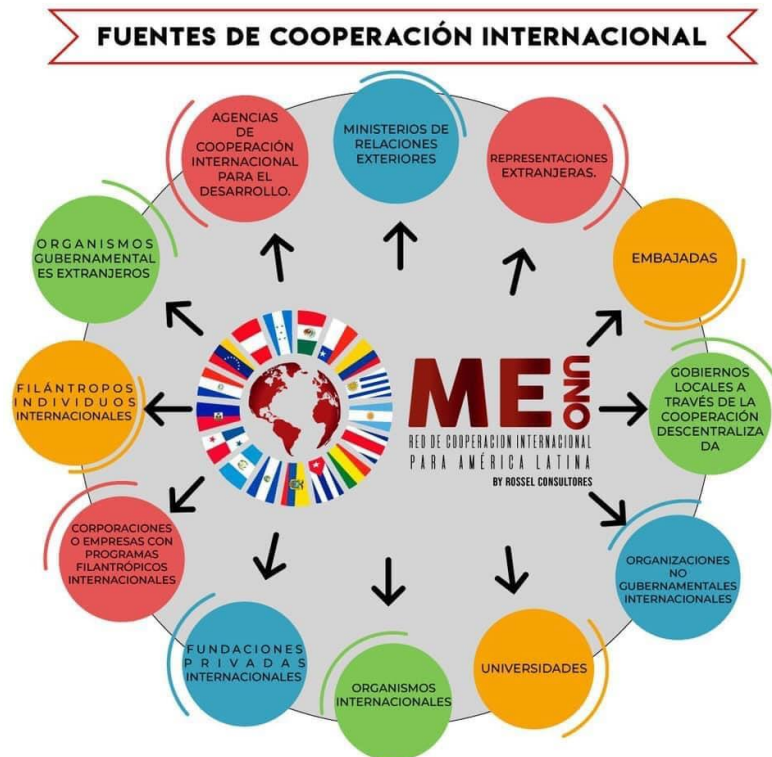 FUENTES DE COOPERACIÓN INTERNACIONAL
AGENCIAS
DE
COOPERACIÓN
INTERNACIONAL
PARA EL
DESARROLLO.
MINISTERIOS DE
RELACIONES
EXTERIORES
REPRESENTACIONES
EXTRANJERAS.
EMBAJADAS
GOBIERNOS
LOCALES A
TRAVÉS DE LA
COOPERACIÓN
DESCENTRALIZA
DA
ORGANIZACIONES
NO
GUBERNAMENTALES
INTERNACIONALES
UNIVERSIDADES
ORGANISMOS
INTERNACIONALES
FUNDACIONES
PRIVADAS
INTERNACIONALES
CORPORACIONES
O EMPRESAS CON
PROGRAMAS
FILANTRÓPICOS
INTERNACIONALES
FILÁNTROPOS
INDIVIDUOS
INTERNACIONALES
ORGANISMOS
GUBERNAMENTAL
ES EXTRANJEROS
ME UNO
RED DE COOPERACION INTERNACIONAL
PARA AMÉRICA LATINA
BY ROSSEL CONSULTORES